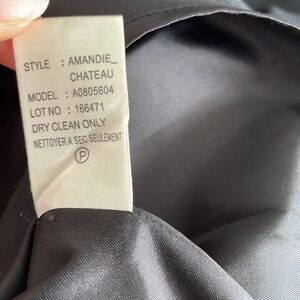 STYLE : AMANDIE_
CHATEAU
MODEL : A0805604
LOT NO : 166471
DRY CLEAN ONLY
NETTOYER A SEC SEULEMENT
P